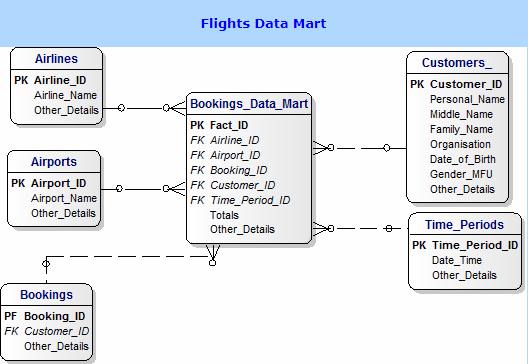 Flights Data Mart
Airlines
PK Airline_ID
Airline_Name
Other_Details
Airports
PK Airport_ID
Airport_Name
Other_Details
Bookings
PF Booking_ID
FK Customer_ID
Other_Details
Bookings_Data_Mart
PK Fact_ID
FK Airline_ID
FK Airport_ID
FK Booking_ID
FK Customer_ID
FK Time_Period_ID
Totals
Other_Details
Customers_
PK Customer_ID
Personal_Name
Middle_Name
Family_Name
Organisation
Date_of_Birth
Gender_MFU
Other_Details
Time_Periods
PK Time_Period_ID
Date_Time
Other_Details